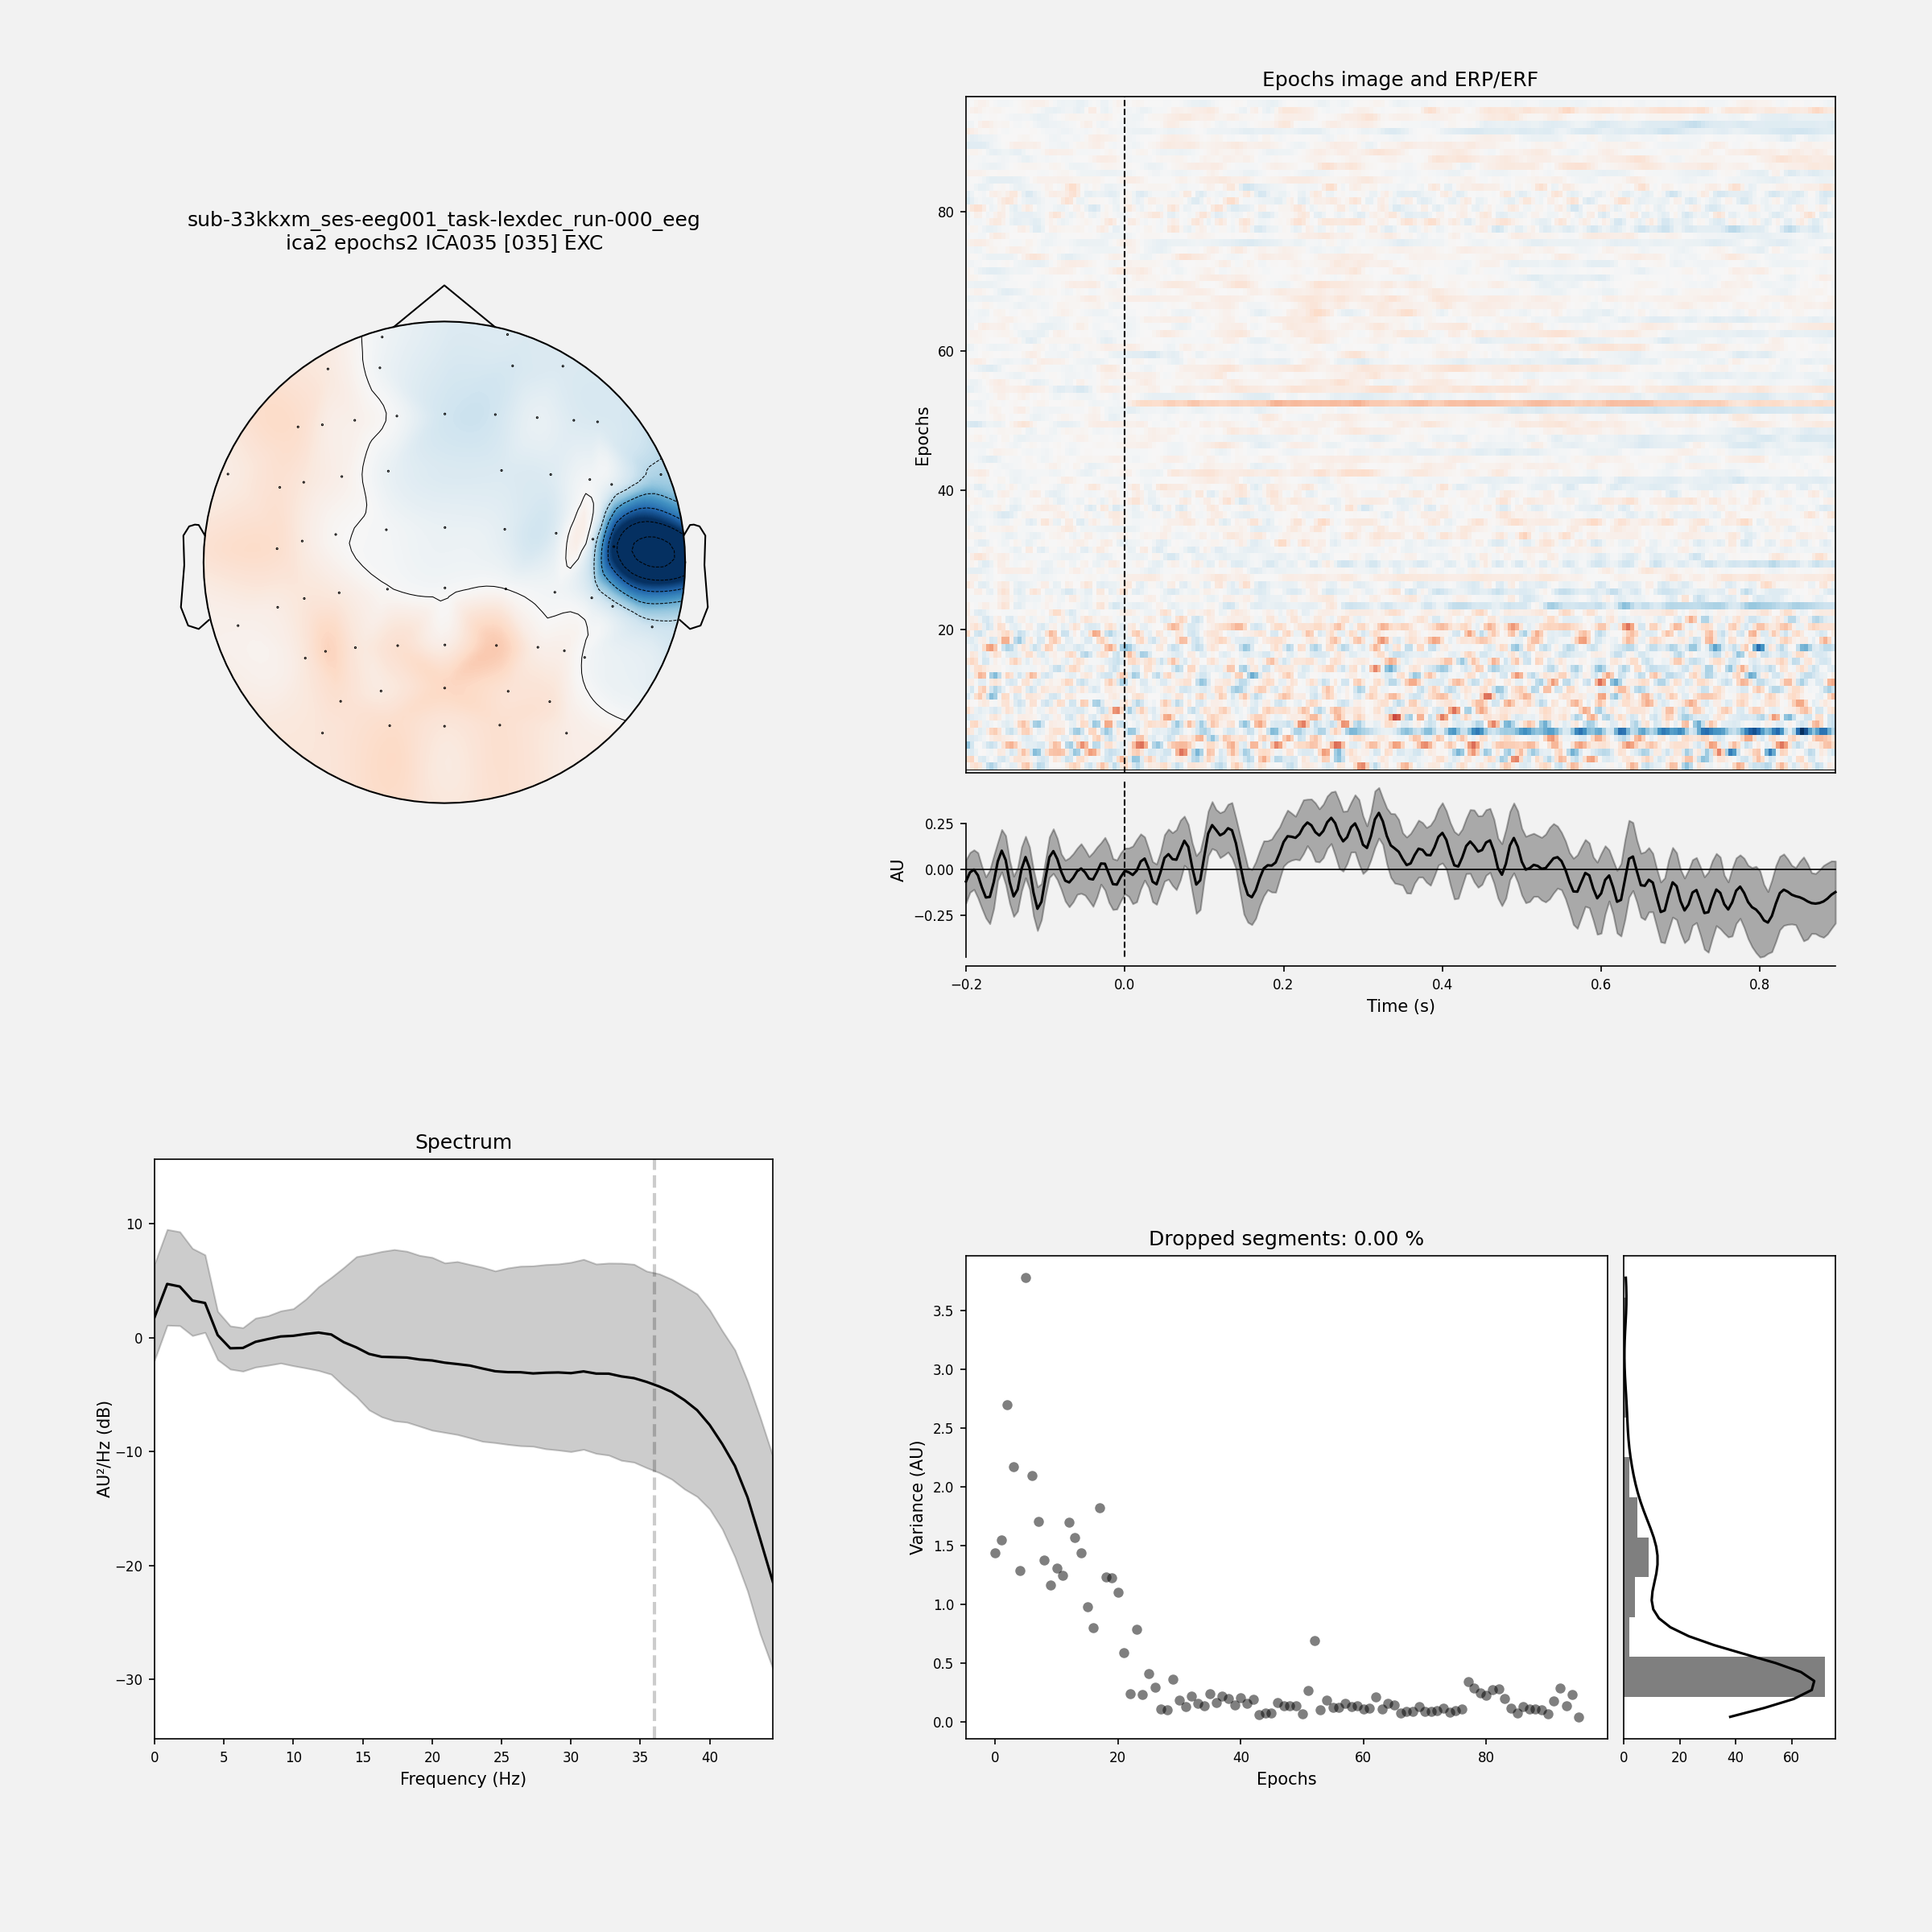 sub-33kkxm_ses-eeg001_task-lexdec_run-000_eeg
ica2 epochs2 ICA035 [035] EXC
Epochs image and ERP/ERF
Epochs
80
60
40
20
AU
0.25
0.00
−0.25
−0.2 0.0 0.2 0.4 0.6 0.8
Time (s)
Spectrum
AU²/Hz (dB)
10
0
−10
−20
−30
0 5 10 15 20 25 30 35 40
Frequency (Hz)
Dropped segments: 0.00 %
Variance (AU)
3.5
3.0
2.5
2.0
1.5
1.0
0.5
0.0
0 20 40 60 80
Epochs
0 20 40 60